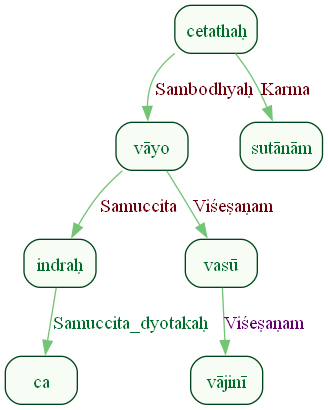 cetathaḥ
Sambodhyaḥ Karma
vāyo sutānām
Samuccita Viśeṣaṇam
indraḥ vasū
Samuccita_dyotakaḥ Viśeṣaṇam
ca vājinī